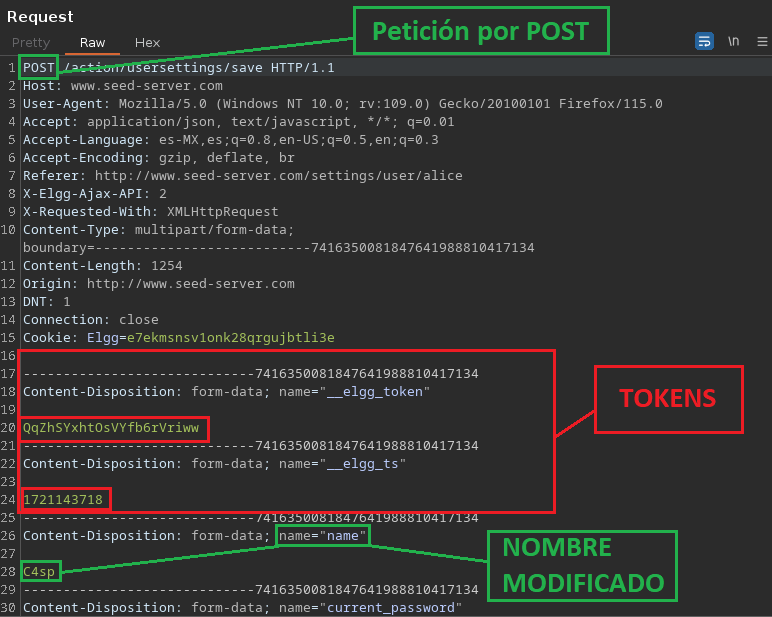 Request
Petición por POST
Pretty Raw Hex
\n
1 POST /action/usersettings/save HTTP/1.1
2 Host: www.seed-server.com
3 User-Agent: Mozilla/5.0 (Windows NT 10.0; rv:109.0) Gecko/20100101 Firefox/115.0
4 Accept: application/json, text/javascript, */*; q=0.01
5 Accept-Language: es-MX,es;q=0.8,en-US;q=0.5,en;q=0.3
6 Accept-Encoding: gzip, deflate, br
7 Referer: http://www.seed-server.com/settings/user/alice
8 X-Elgg-Ajax-API: 2
9 X-Requested-With: XMLHttpRequest
10 Content-Type: multipart/form-data;
boundary=---------------------------7416350081847641988810417134
11 Content-Length: 1254
12 Origin: http://www.seed-server.com
13 DNT: 1
14 Connection: close
15 Cookie: Elgg=e7ekmsnsv1onk28qrgujbtli3e
16
17 -----------------------------7416350081847641988810417134
18 Content-Disposition: form-data; name="__elgg_token"
19
20 QqZhSYxhtOsVYfb6rVriww
21 -----------------------------7416350081847641988810417134
22 Content-Disposition: form-data; name="__elgg_ts"
23
24 1721143718
25 -----------------------------7416350081847641988810417134
26 Content-Disposition: form-data; name="name"
27
28 C4sp
29 -----------------------------7416350081847641988810417134
30 Content-Disposition: form-data; name="current_password"
TOKENS
NOMBRE
MODIFICADO